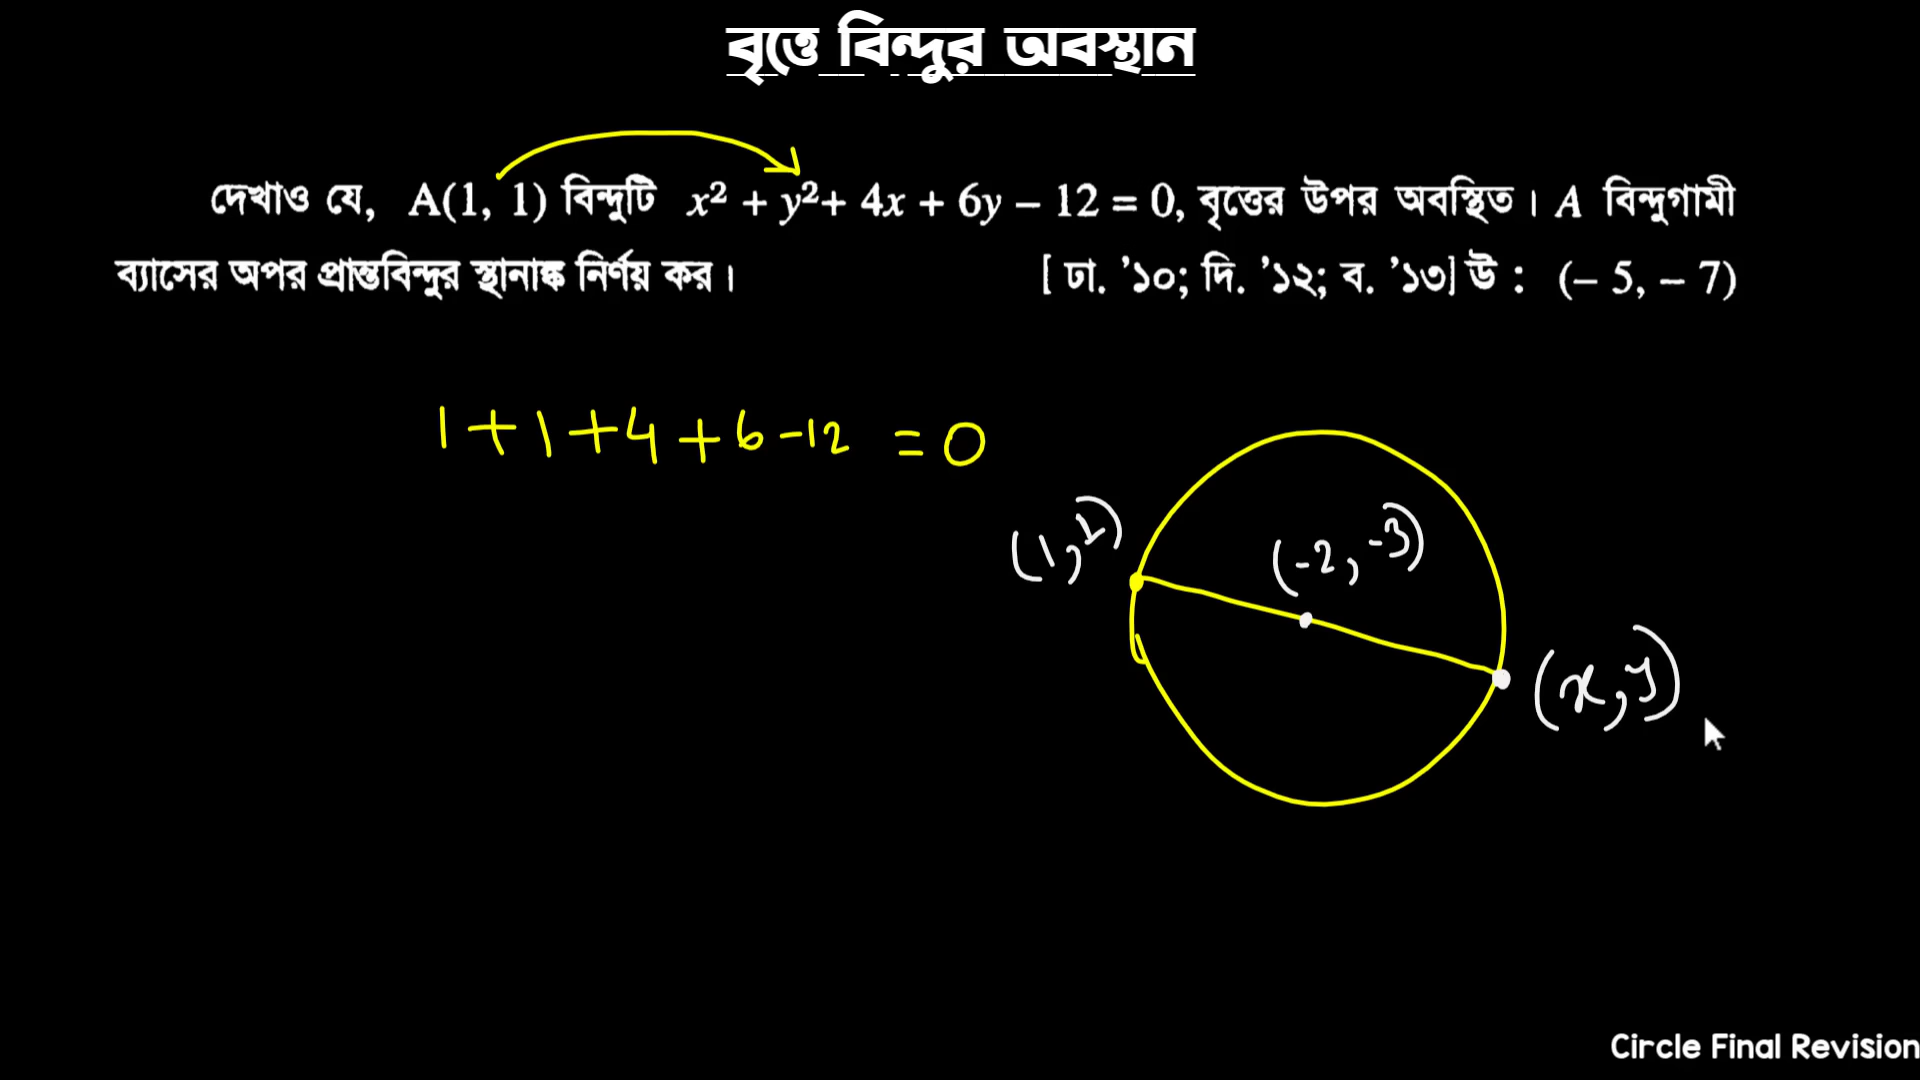 বৃত্তে বিন্দুর অবস্থান
দেখাও যে, A(1, 1) বিন্দুটি x² + y²+ 4x + 6y – 12 = 0, বৃত্তের উপর অবস্থিত। A বিন্দুগামী
ব্যাসের অপর প্রান্তবিন্দুর স্থানাঙ্ক নির্ণয় কর। [ ঢা. ’১০; দি. ’১২; ব. ’১৩] উ : (– 5, – 7)
1 + 1 + 4 + 6 - 12 = 0
(1, 1)
(-2, -3)
(x, y)
Circle Final Revision